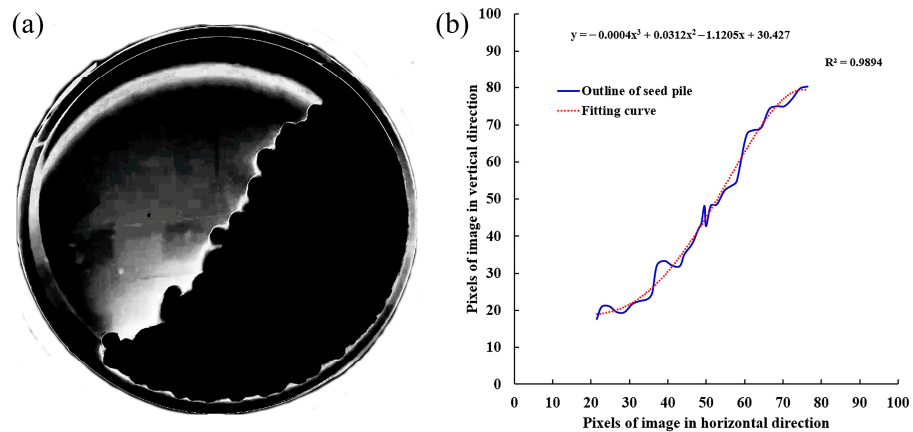 (a)
(b)
y = − 0.0004x³ + 0.0312x² − 1.1205x + 30.427
R² = 0.9894
Outline of seed pile
Fitting curve
Pixels of image in vertical direction
100
90
80
70
60
50
40
30
20
10
0
0 10 20 30 40 50 60 70 80 90 100
Pixels of image in horizontal direction